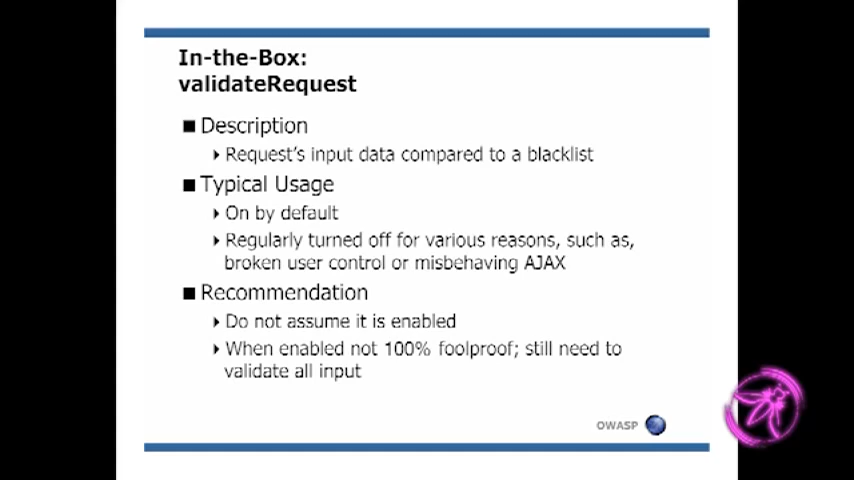 In-the-Box:
validateRequest
Description
Request's input data compared to a blacklist
Typical Usage
On by default
Regularly turned off for various reasons, such as,
broken user control or misbehaving AJAX
Recommendation
Do not assume it is enabled
When enabled not 100% foolproof; still need to
validate all input
OWASP